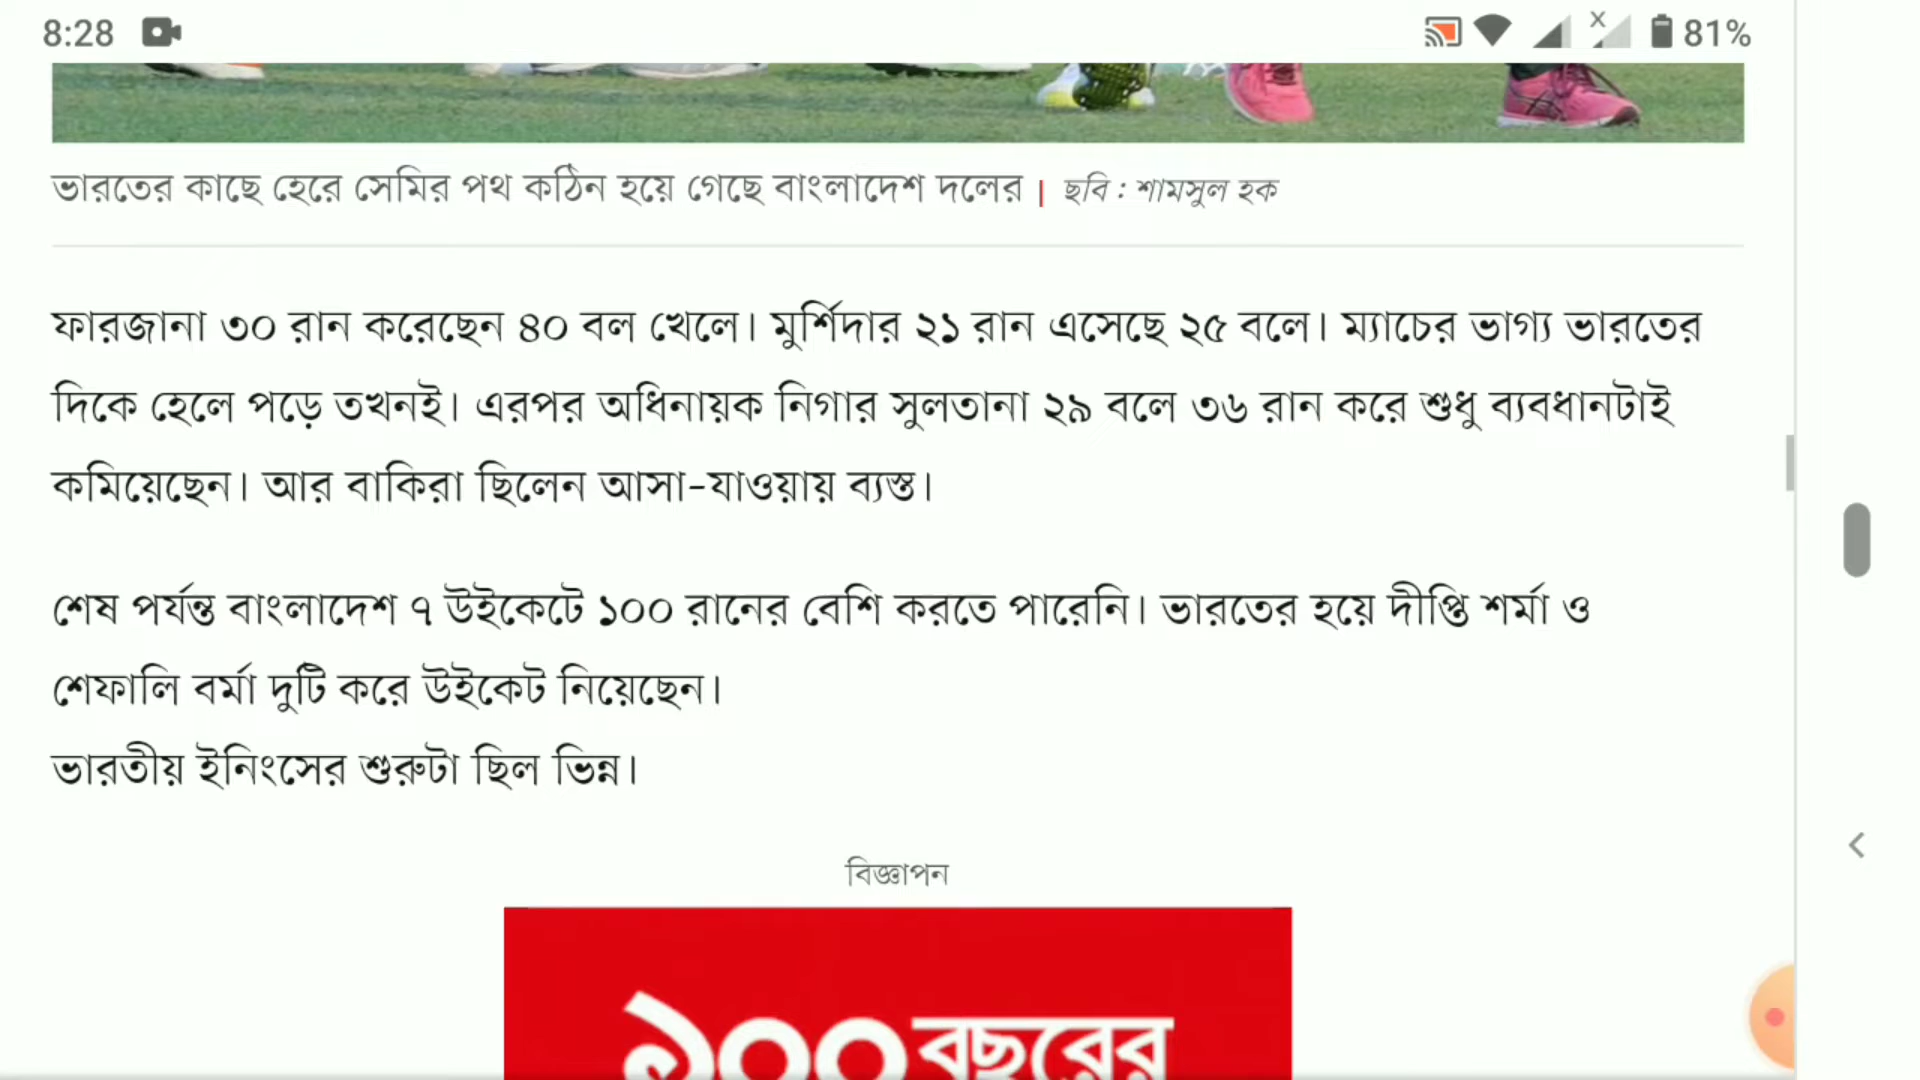 8:28
x
81%
ভারতের কাছে হেরে সেমির পথ কঠিন হয়ে গেছে বাংলাদেশ দলের | ছবি : শামসুল হক
ফারজানা ৩০ রান করেছেন ৪০ বল খেলে। মুর্শিদার ২১ রান এসেছে ২৫ বলে। ম্যাচের ভাগ্য ভারতের
দিকে হেলে পড়ে তখনই। এরপর অধিনায়ক নিগার সুলতানা ২৯ বলে ৩৬ রান করে শুধু ব্যবধানটাই
কমিয়েছেন। আর বাকিরা ছিলেন আসা-যাওয়ায় ব্যস্ত।
শেষ পর্যন্ত বাংলাদেশ ৭ উইকেটে ১০০ রানের বেশি করতে পারেনি। ভারতের হয়ে দীপ্তি শর্মা ও
শেফালি বর্মা দুটি করে উইকেট নিয়েছেন।
ভারতীয় ইনিংসের শুরুটা ছিল ভিন্ন।
বিজ্ঞাপন
১০০ বছরের